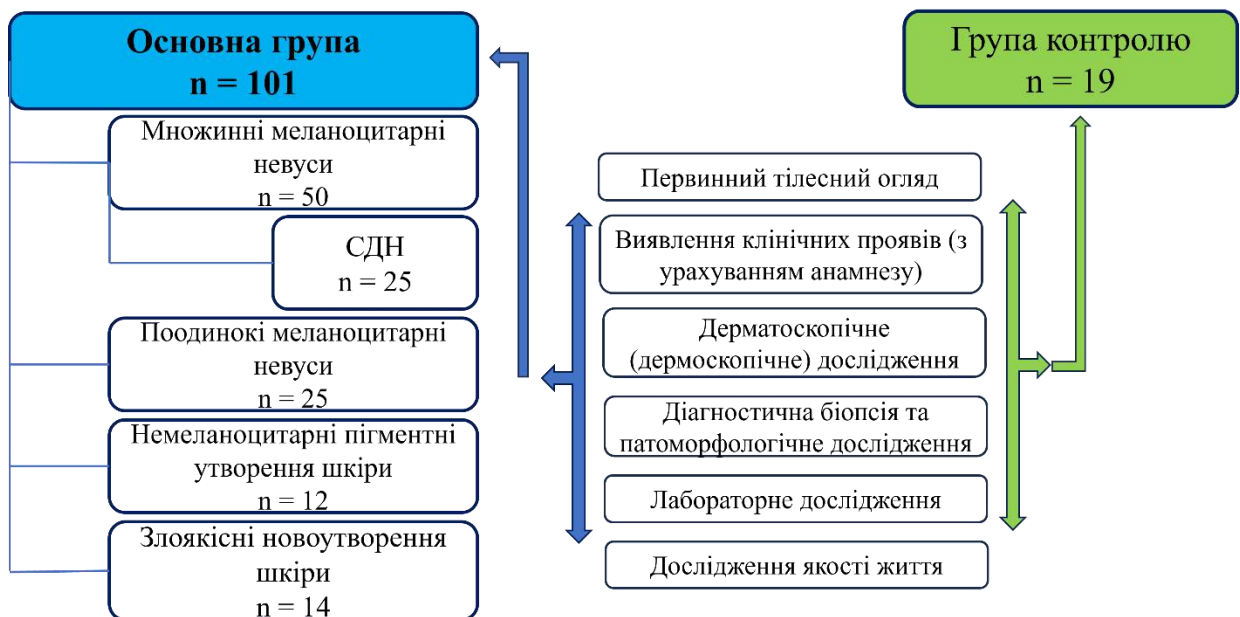 Основна група
n = 101
Множинні меланоцитарні
невуси
n = 50
СДН
n = 25
Поодинокі меланоцитарні
невуси
n = 25
Немеланоцитарні пігментні
утворення шкіри
n = 12
Злоякісні новоутворення
шкіри
n = 14
Первинний тілесний огляд
Виявлення клінічних проявів (з
урахуванням анамнезу)
Дерматоскопічне
(дермоскопічне) дослідження
Діагностична біопсія та
патоморфологічне дослідження
Лабораторне дослідження
Дослідження якості життя
Група контролю
n = 19